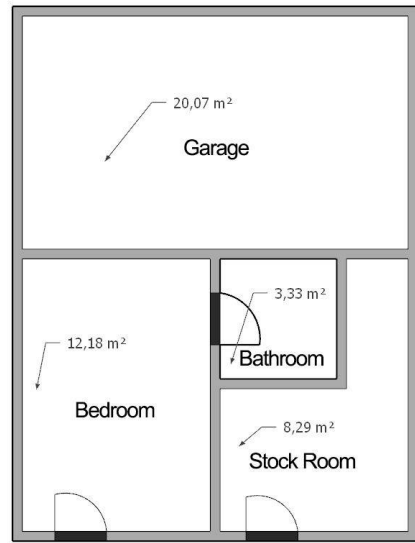 20,07 m²
Garage
3,33 m²
Bathroom
12,18 m²
Bedroom
8,29 m²
Stock Room